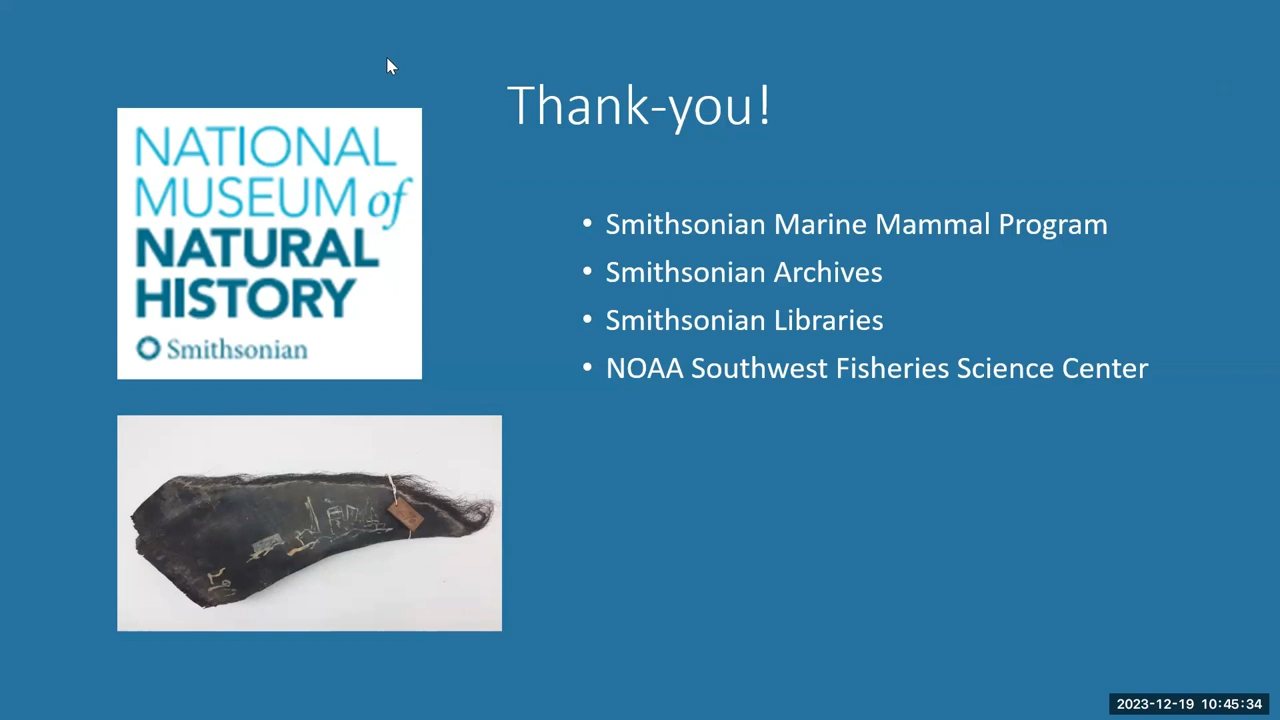 Thank-you!
NATIONAL
MUSEUM of
NATURAL
HISTORY
Smithsonian
• Smithsonian Marine Mammal Program
• Smithsonian Archives
• Smithsonian Libraries
• NOAA Southwest Fisheries Science Center
2023-12-19 10:45:34